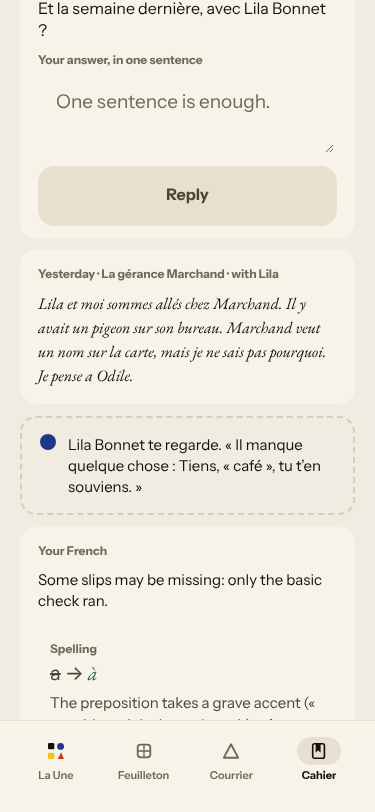 Et la semaine dernière, avec Lila Bonnet
?
Your answer, in one sentence
One sentence is enough.
Reply
Yesterday · La gérance Marchand · with Lila
Lila et moi sommes allés chez Marchand. Il y
avait un pigeon sur son bureau. Marchand veut
un nom sur la carte, mais je ne sais pas pourquoi.
Je pense a Odile.
Lila Bonnet te regarde. « Il manque
quelque chose : Tiens, « café », tu t'en
souviens. »
Your French
Some slips may be missing: only the basic
check ran.
Spelling
a → à
The preposition takes a grave accent («
La Une
Feuilleton
Courrier
Cahier